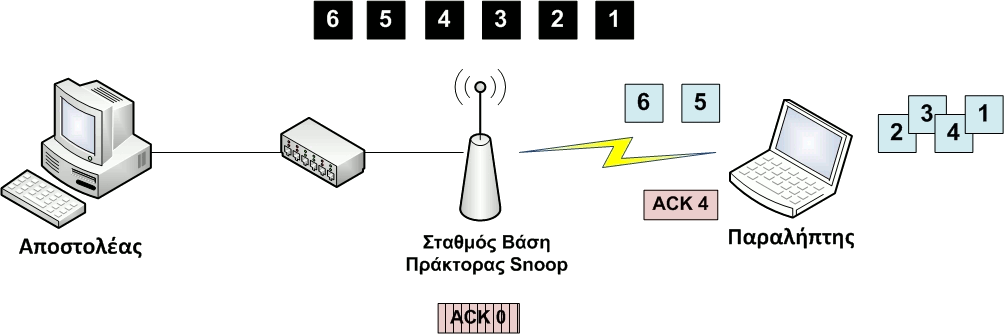 6 5 4 3 2 1
6 5
3 1
2 4
ACK 4
Αποστολέας
Σταθμός Βάση
Πράκτορας Snoop
Παραλήπτης
ACK 0